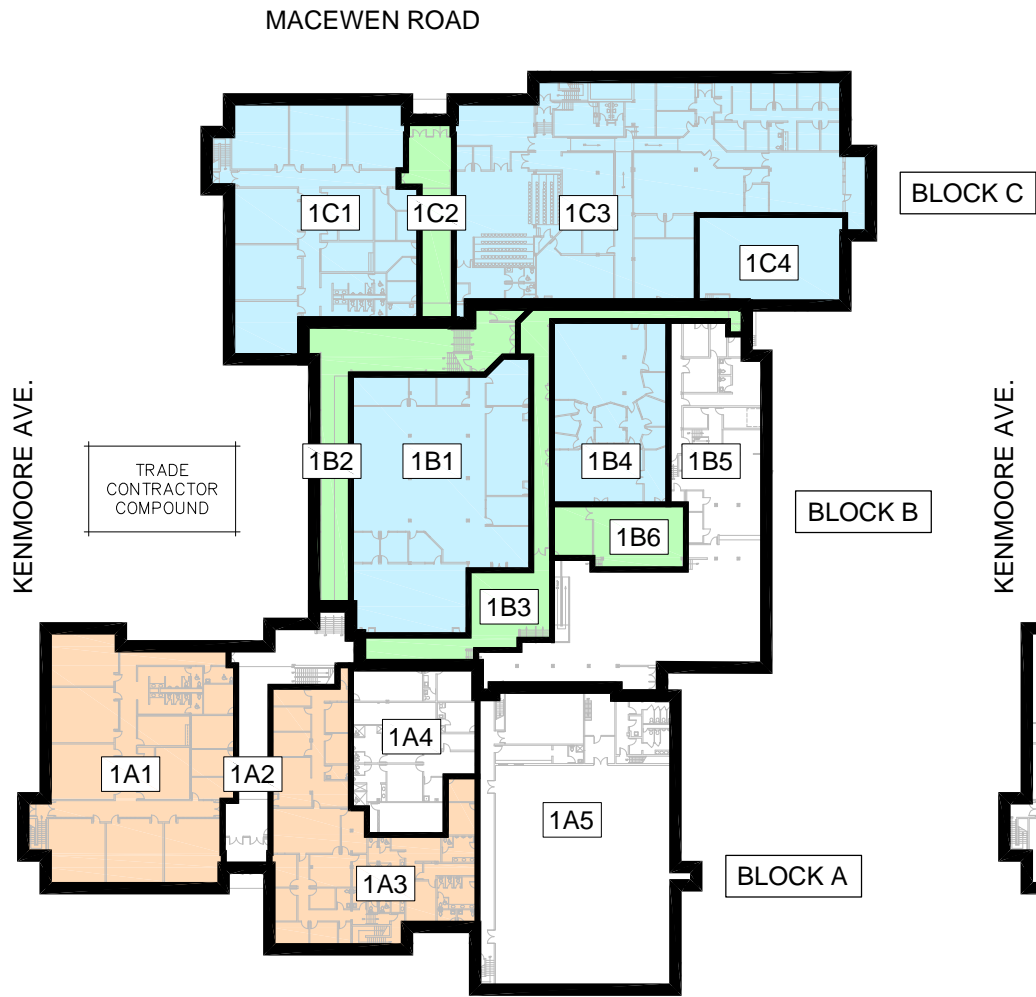 MACEWEN ROAD
BLOCK C
1C1
1C2
1C3
1C4
KENMOORE AVE.
TRADE
CONTRACTOR
COMPOUND
1B2
1B1
1B4
1B5
1B6
1B3
BLOCK B
KENMOORE AVE.
1A1
1A2
1A4
1A3
1A5
BLOCK A